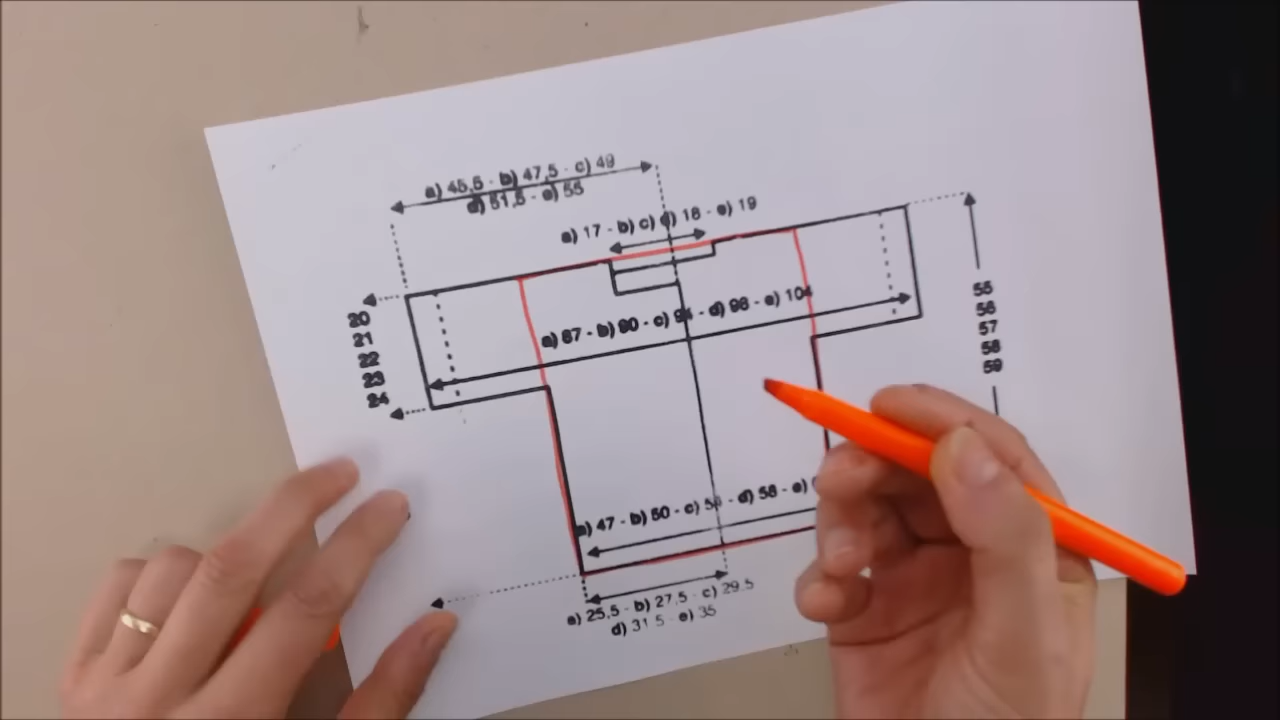 a) 45,5 - b) 47,5 - c) 49
d) 51,5 - e) 55
a) 17 - b) c) d) 18 - e) 19
20
21
22
23
24
a) 87 - b) 90 - c) 94 - d) 98 - e) 104
55
56
57
58
59
a) 47 - b) 50 - c) - d) 58 - e)
a) 25,5 - b) 27,5 - c) 29.5
d) 31 5 - e) 35